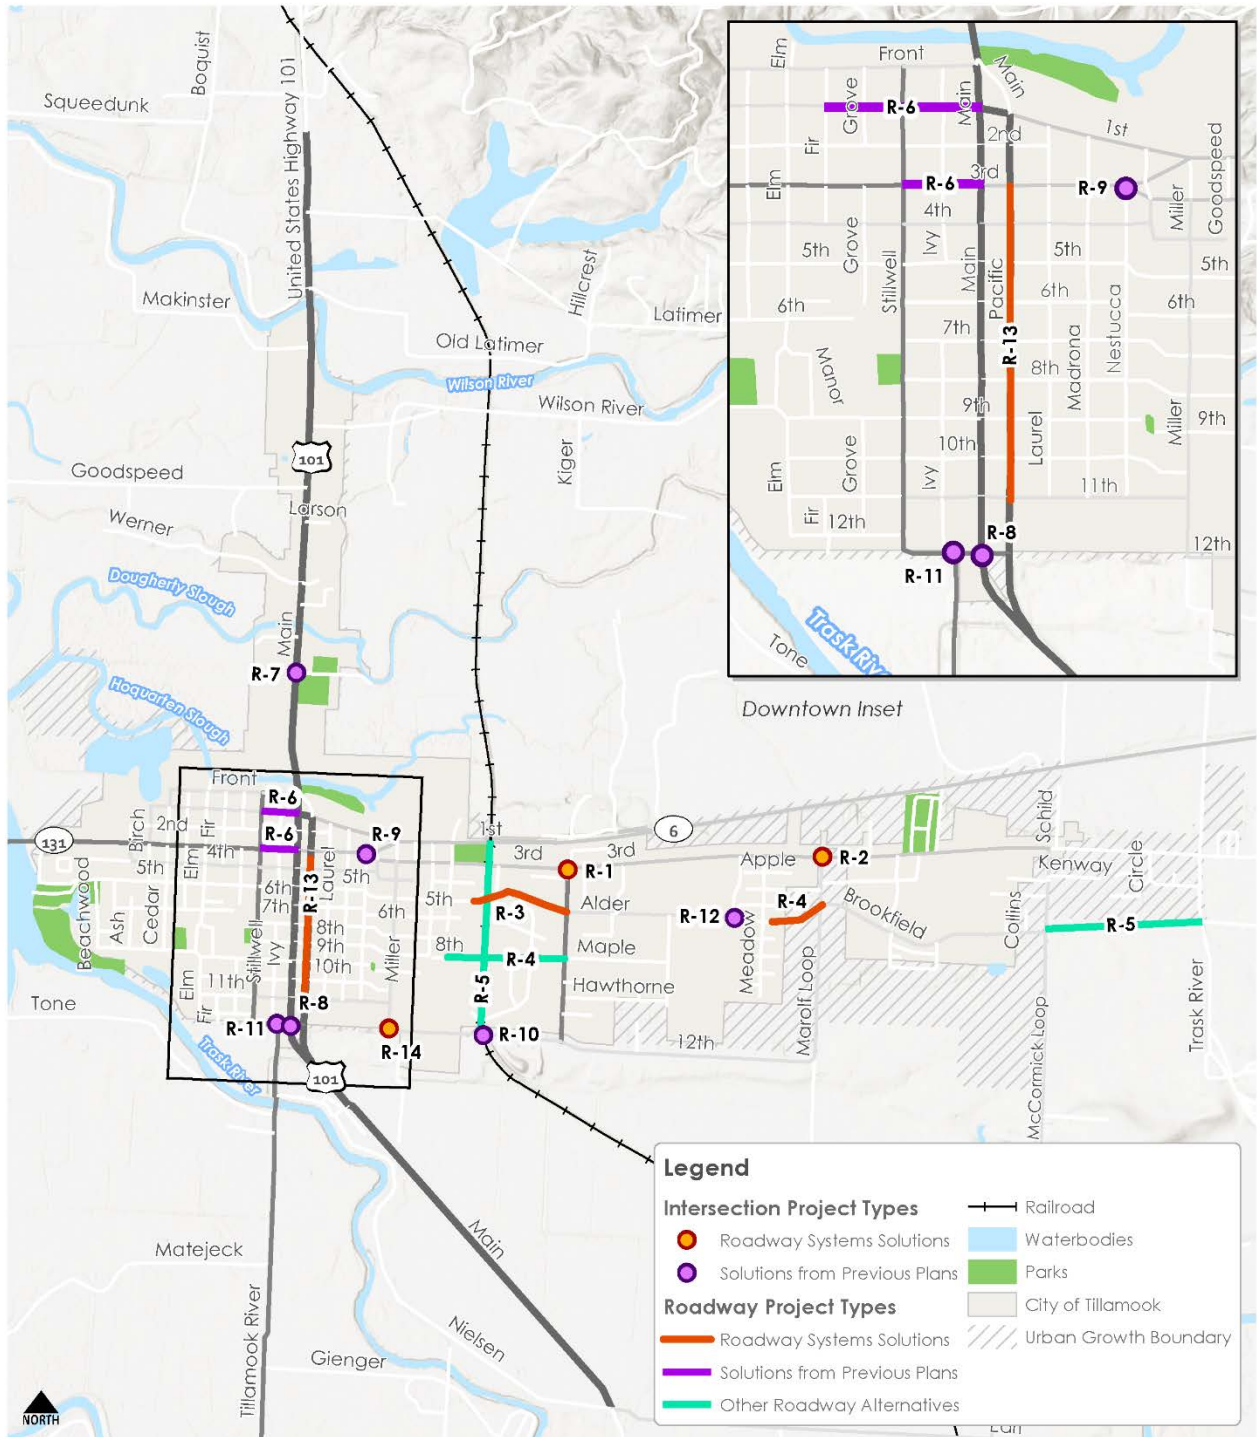 Boquist
Squeedunk
United States Highway 101
Makinster
Hillcrest
Latimer
Old Latimer
Wilson River
Wilson River
Kiger
101
Goodspeed
Larson
Werner
Dougherty Slough
Main
R-7
Hoquarten Slough
Front
R-6
R-6
R-9
131
2nd
Birch
Fir
4th
Elm
5th
Laurel
5th
1st
3rd
3rd
6
R-1
Apple
R-2
Schild
Kenway
Circle
Beachwood
Ash
Cedar
6th
7th
R-13
6th
5th
R-3
Alder
R-12
R-4
Brookfield
Collins
R-5
Stillwell
Ivy
8th
9th
10th
Miller
8th
R-4
Maple
Meadow
Marolf Loop
11th
Elm
Fir
R-5
Hawthorne
Tone
R-11
R-8
R-14
R-10
12th
McCormick Loop
Trask River
Trask River
101
Main
Matejeck
Tillamook River
Nielsen
Gienger
NORTH
Elm
Front
Main
Grove
R-6
Main
2nd
1st
Fir
3rd
R-6
R-9
Elm
4th
Miller
Goodspeed
5th
Grove
Stillwell
Ivy
Main
Pacific
5th
5th
6th
6th
6th
7th
R-13
Nestucca
Manor
8th
Madrona
9th
Laurel
Miller
9th
10th
Elm
Grove
Ivy
11th
Fir
12th
R-8
12th
R-11
Trask River
Tone
Downtown Inset
Legend
Intersection Project Types
Roadway Systems Solutions
Solutions from Previous Plans
Roadway Project Types
Roadway Systems Solutions
Solutions from Previous Plans
Other Roadway Alternatives
Railroad
Waterbodies
Parks
City of Tillamook
Urban Growth Boundary